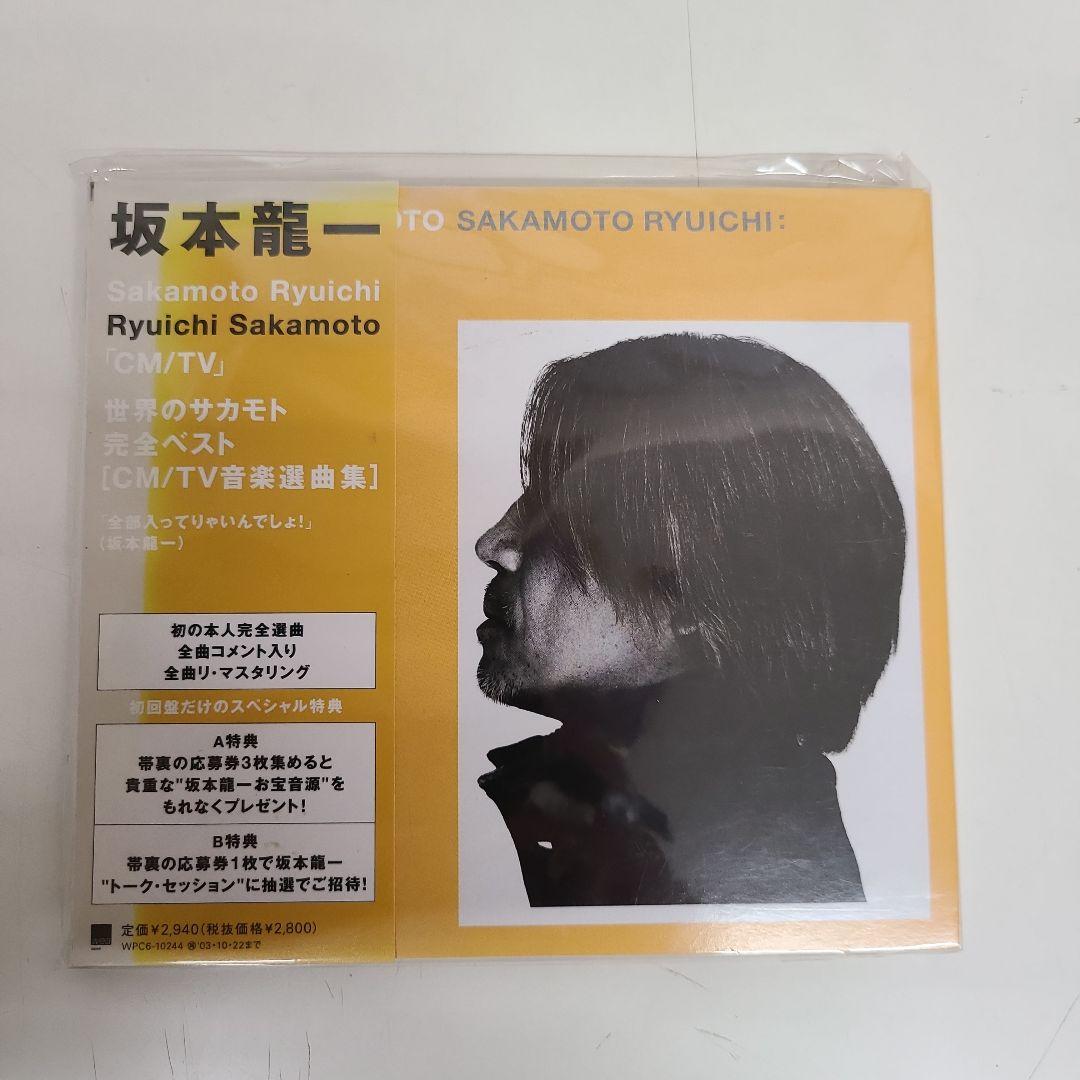 坂本龍一
OTO SAKAMOTO RYUICHI:
Sakamoto Ryuichi
Ryuichi Sakamoto
「CM/TV」
世界のサカモト
完全ベスト
[CM/TV音楽選曲集]
「全部入ってりゃいんでしょ!」
(坂本龍一)
初の本人完全選曲
全曲コメント入り
全曲リ・マスタリング
初回盤だけのスペシャル特典
A特典
帯裏の応募券3枚集めると
貴重な"坂本龍一お宝音源"を
もれなくプレゼント!
B特典
帯裏の応募券1枚で坂本龍一
"トーク・セッション"に抽選でご招待!
定価¥2,940(税抜価格¥2,800)
WPC6-10244 ㊢'03・10・22まで